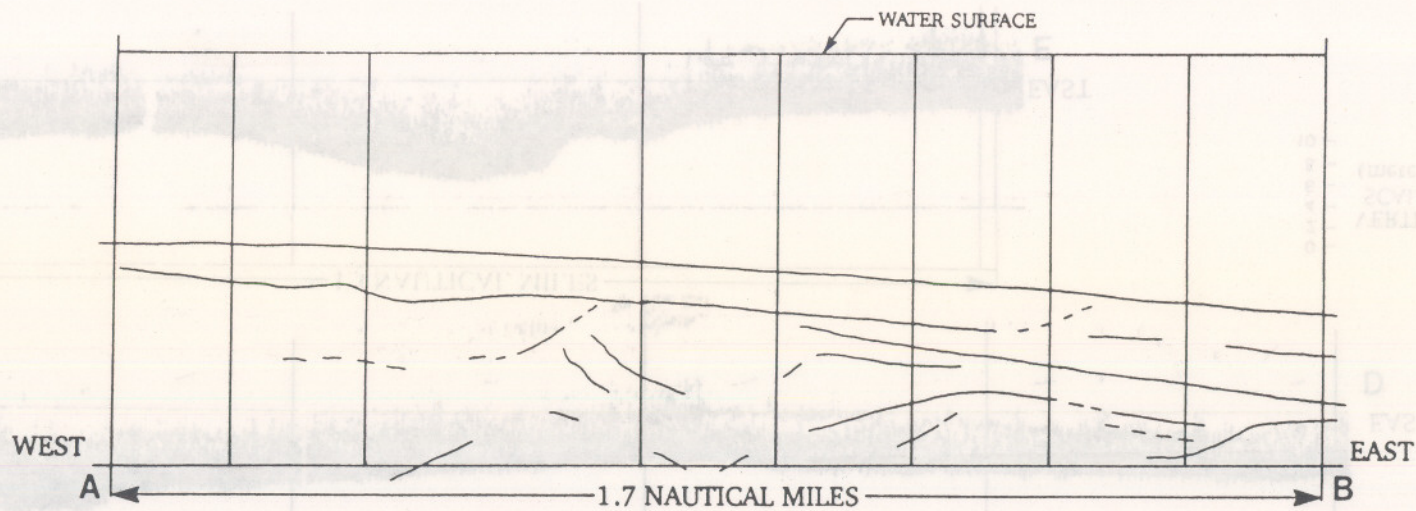 WATER SURFACE
WEST
EAST
A
1.7 NAUTICAL MILES
B